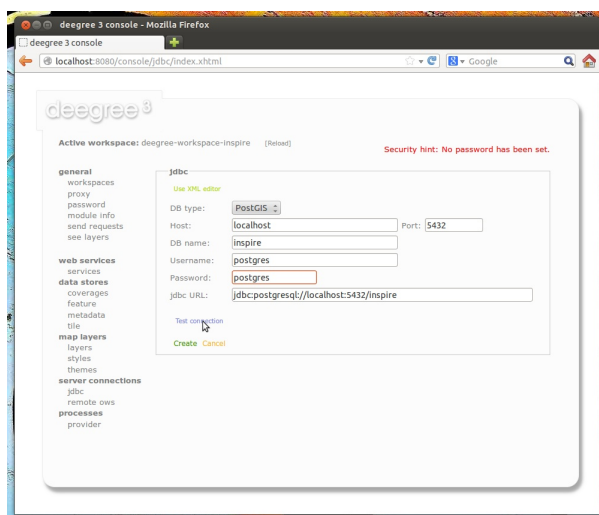 deegree 3 console - Mozilla Firefox
deegree 3 console
localhost:8080/console/jdbc/index.xhtml
Google
deegree 3
Active workspace: deegree-workspace-inspire [Reload]
Security hint: No password has been set.
general
workspaces
proxy
password
module info
send requests
see layers
web services
services
data stores
coverages
feature
metadata
tile
map layers
layers
styles
themes
server connections
jdbc
remote ows
processes
provider
jdbc
Use XML editor
DB type: PostGIS
Host: localhost Port: 5432
DB name: inspire
Username: postgres
Password: postgres
jdbc URL: jdbc:postgresql://localhost:5432/inspire
Test connection
Create Cancel